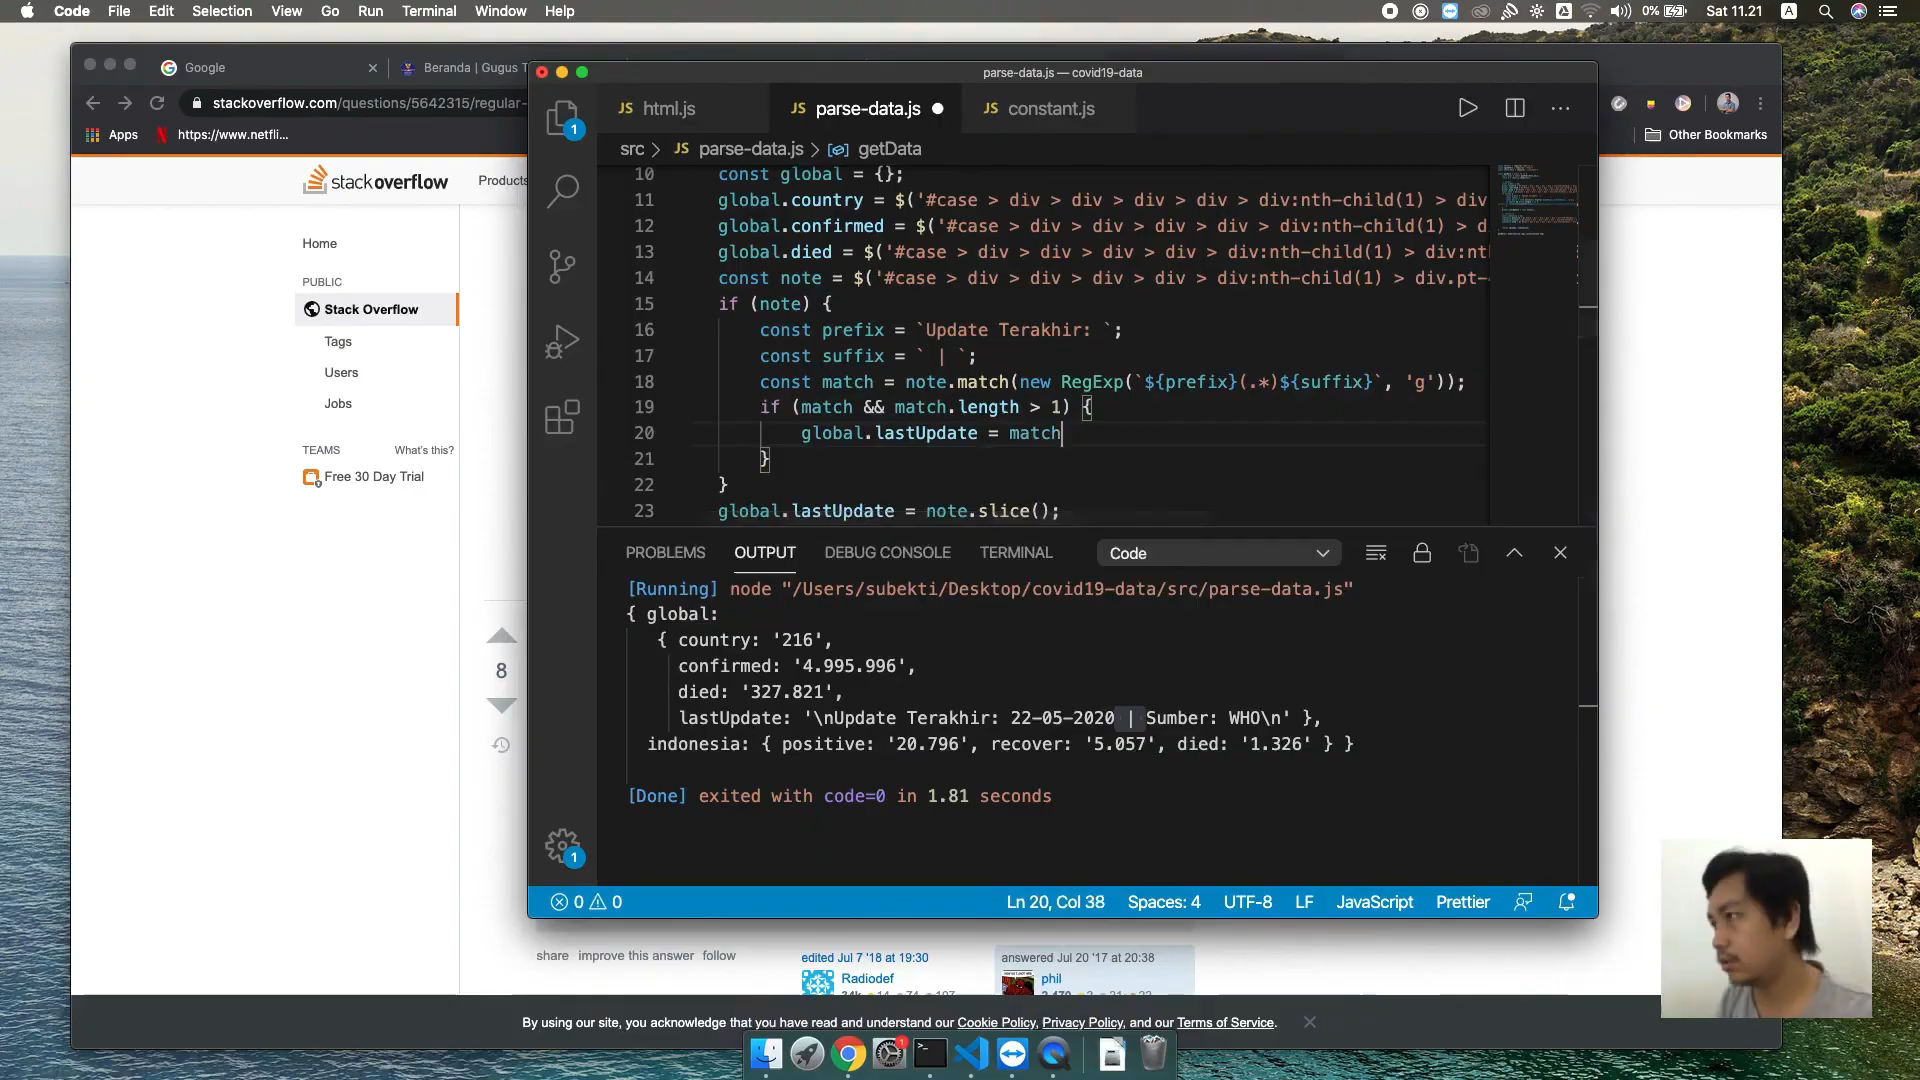 Code File Edit Selection View Go Run Terminal Window Help
0% Sat 11.21 A
Google
Beranda | Gugus T
stackoverflow.com/questions/5642315/regular-
Apps https://www.netfli...
Other Bookmarks
stackoverflow Products
Home
PUBLIC
Stack Overflow
Tags
Users
Jobs
TEAMS What's this?
Free 30 Day Trial
8
parse-data.js — covid19-data
JS html.js JS parse-data.js JS constant.js
src > JS parse-data.js > getData
1
10 const global = {};
11 global.country = $('#case > div > div > div > div > div:nth-child(1) > div
12 global.confirmed = $('#case > div > div > div > div > div:nth-child(1) > d
13 global.died = $('#case > div > div > div > div > div:nth-child(1) > div:nt
14 const note = $('#case > div > div > div > div > div:nth-child(1) > div.pt-
15 if (note) {
16 const prefix = `Update Terakhir: `;
17 const suffix = ` | `;
18 const match = note.match(new RegExp(`${prefix}(.*)${suffix}`, 'g'));
19 if (match && match.length > 1) {
20 global.lastUpdate = match
21 }
22 }
23 global.lastUpdate = note.slice();
PROBLEMS OUTPUT DEBUG CONSOLE TERMINAL Code
[Running] node "/Users/subekti/Desktop/covid19-data/src/parse-data.js"
{ global:
{ country: '216',
confirmed: '4.995.996',
died: '327.821',
lastUpdate: '\nUpdate Terakhir: 22-05-2020 | Sumber: WHO\n' },
indonesia: { positive: '20.796', recover: '5.057', died: '1.326' } }
[Done] exited with code=0 in 1.81 seconds
1
0 0 Ln 20, Col 38 Spaces: 4 UTF-8 LF JavaScript Prettier
share improve this answer follow
edited Jul 7 '18 at 19:30
Radiodef
answered Jul 20 '17 at 20:38
phil
By using our site, you acknowledge that you have read and understand our Cookie Policy, Privacy Policy, and our Terms of Service.
1